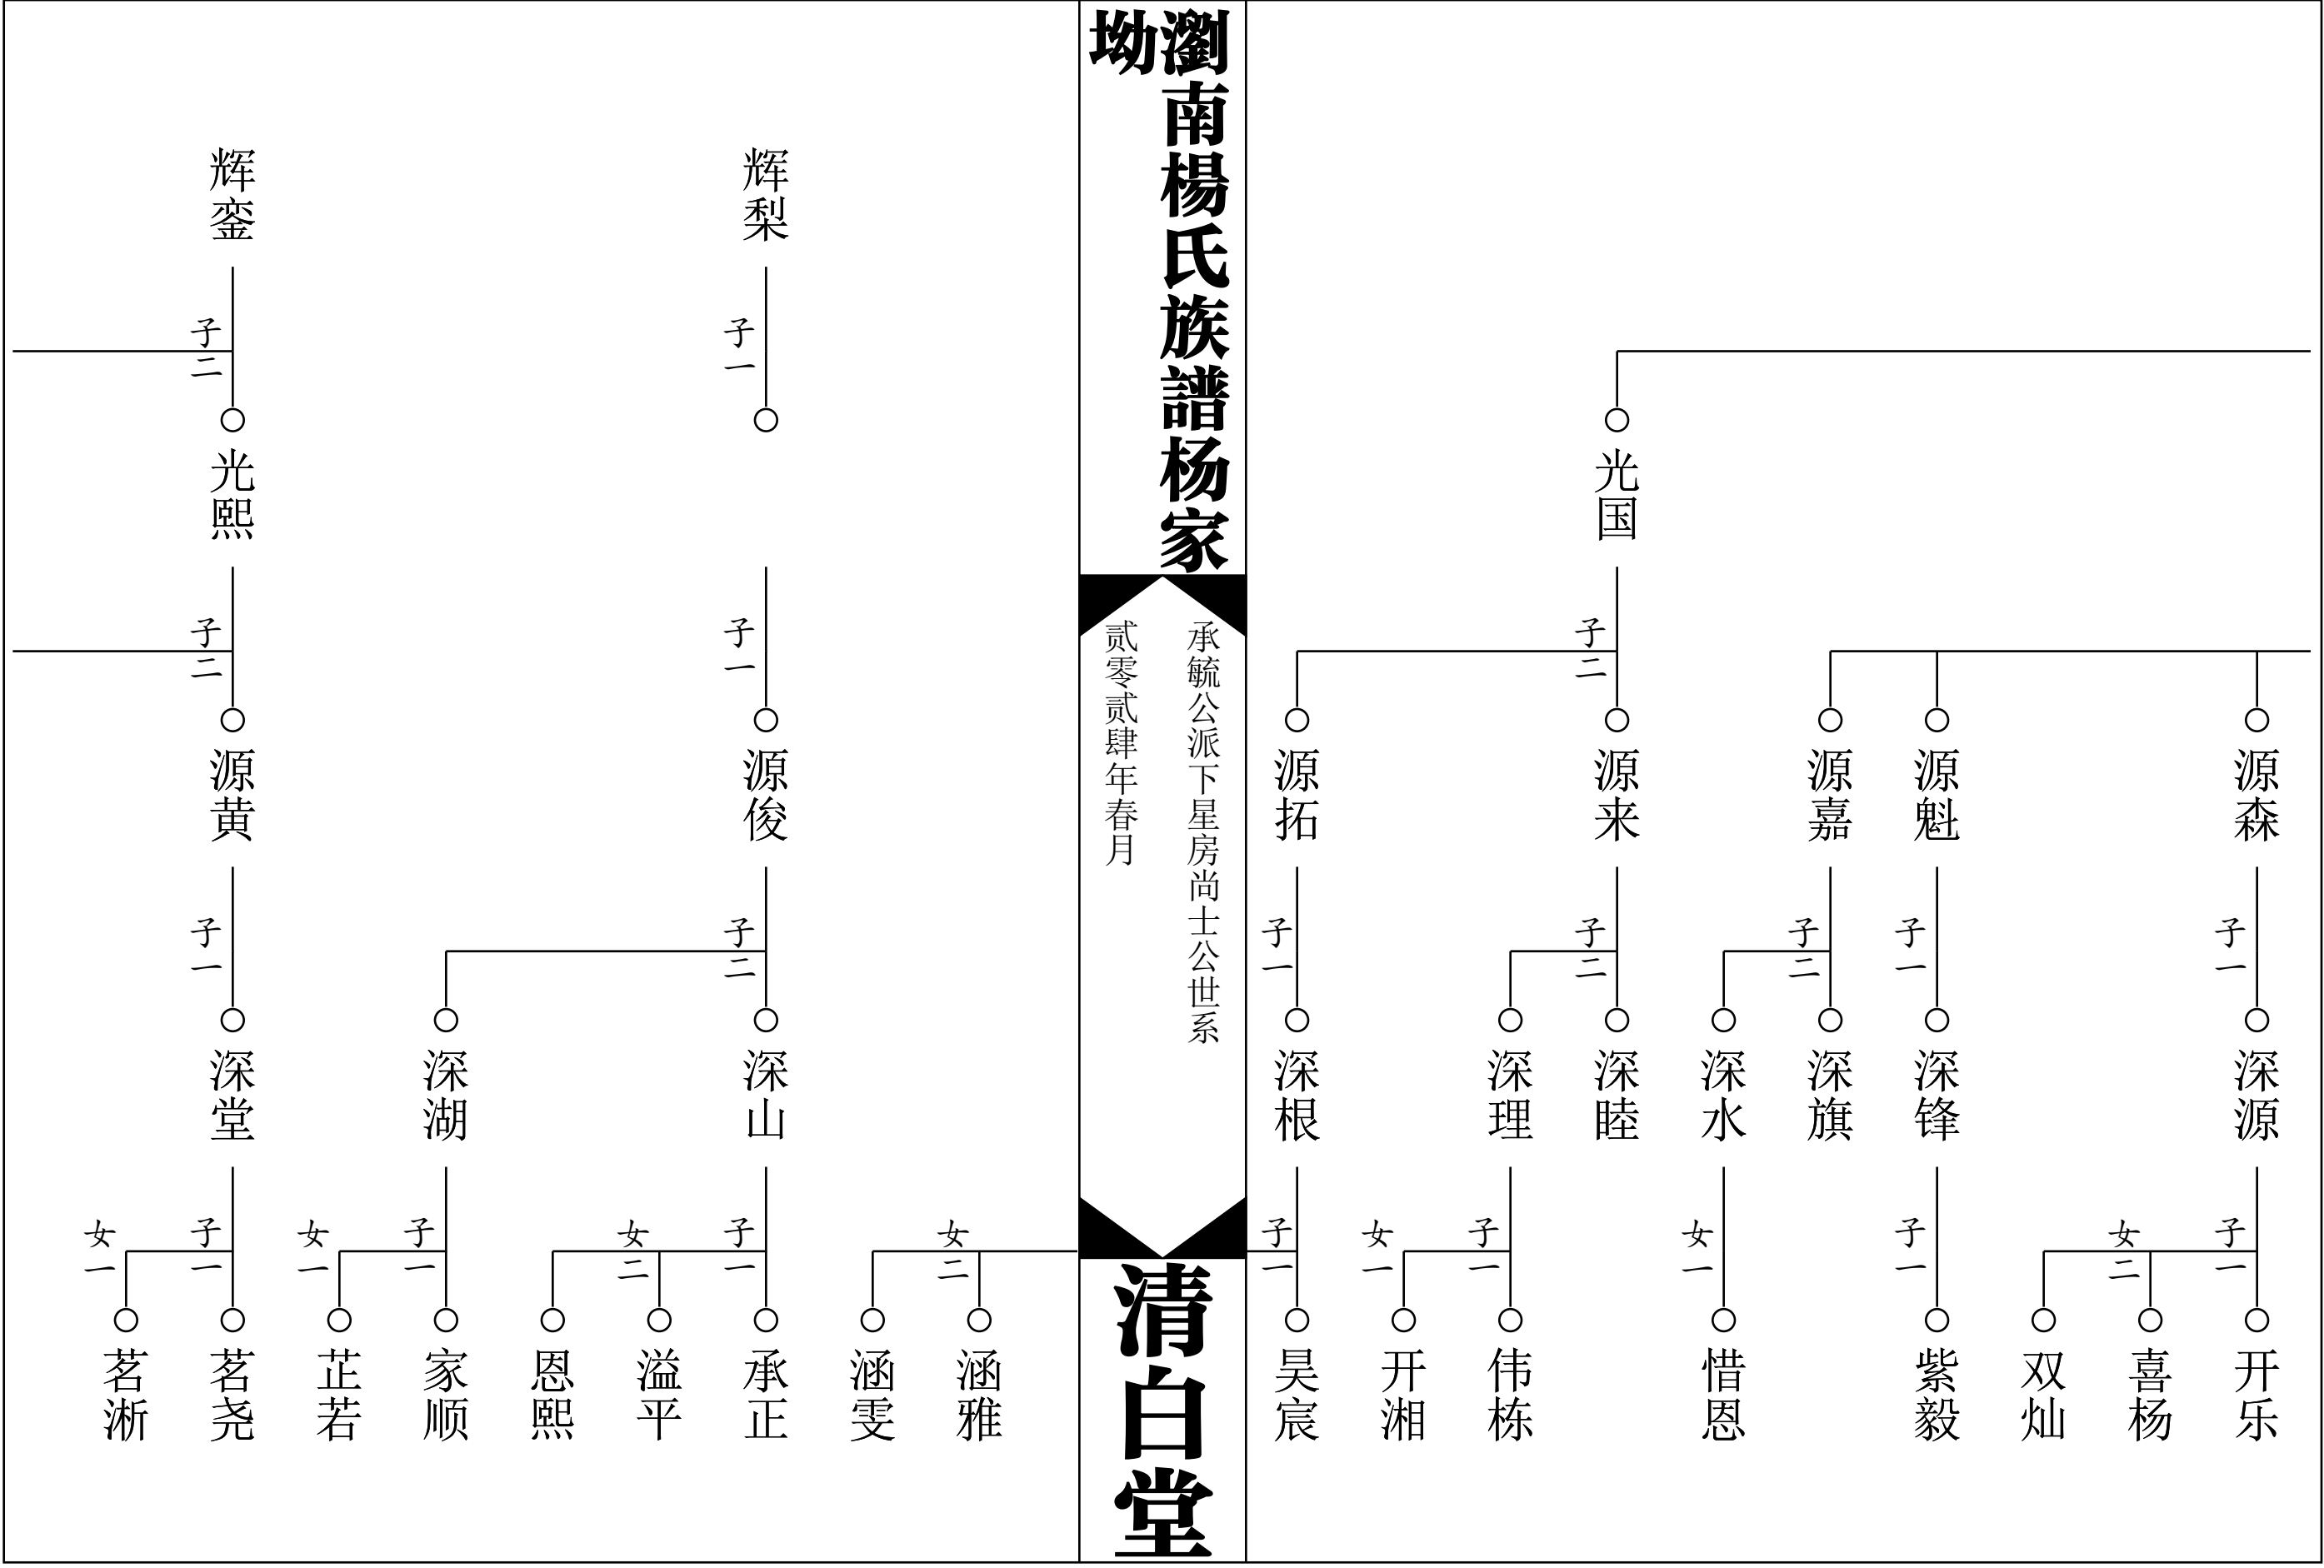 光国
子二
源森
源魁
源嘉
源来
源拓
子一
子一
子二
子二
子一
深源
深锋
深旗
深水
深睦
深理
深根
子一
女二
子一
女一
子一
女一
子一
开乐
喜杨
双灿
紫毅
惜恩
伟栋
开湘
昊宸
瀏南楊氏族譜杨家
坳
承毓公派下星房尚士公世系
贰零贰肆年春月
清白堂
辉梨
辉銮
子一
子二
光熙
子一
子二
源俊
源黄
子二
子一
深山
深湖
深堂
女二
子一
女二
子一
女一
子一
女一
涵雅
涵雯
承正
溢平
恩熙
家顺
芷若
茗尧
茗淅